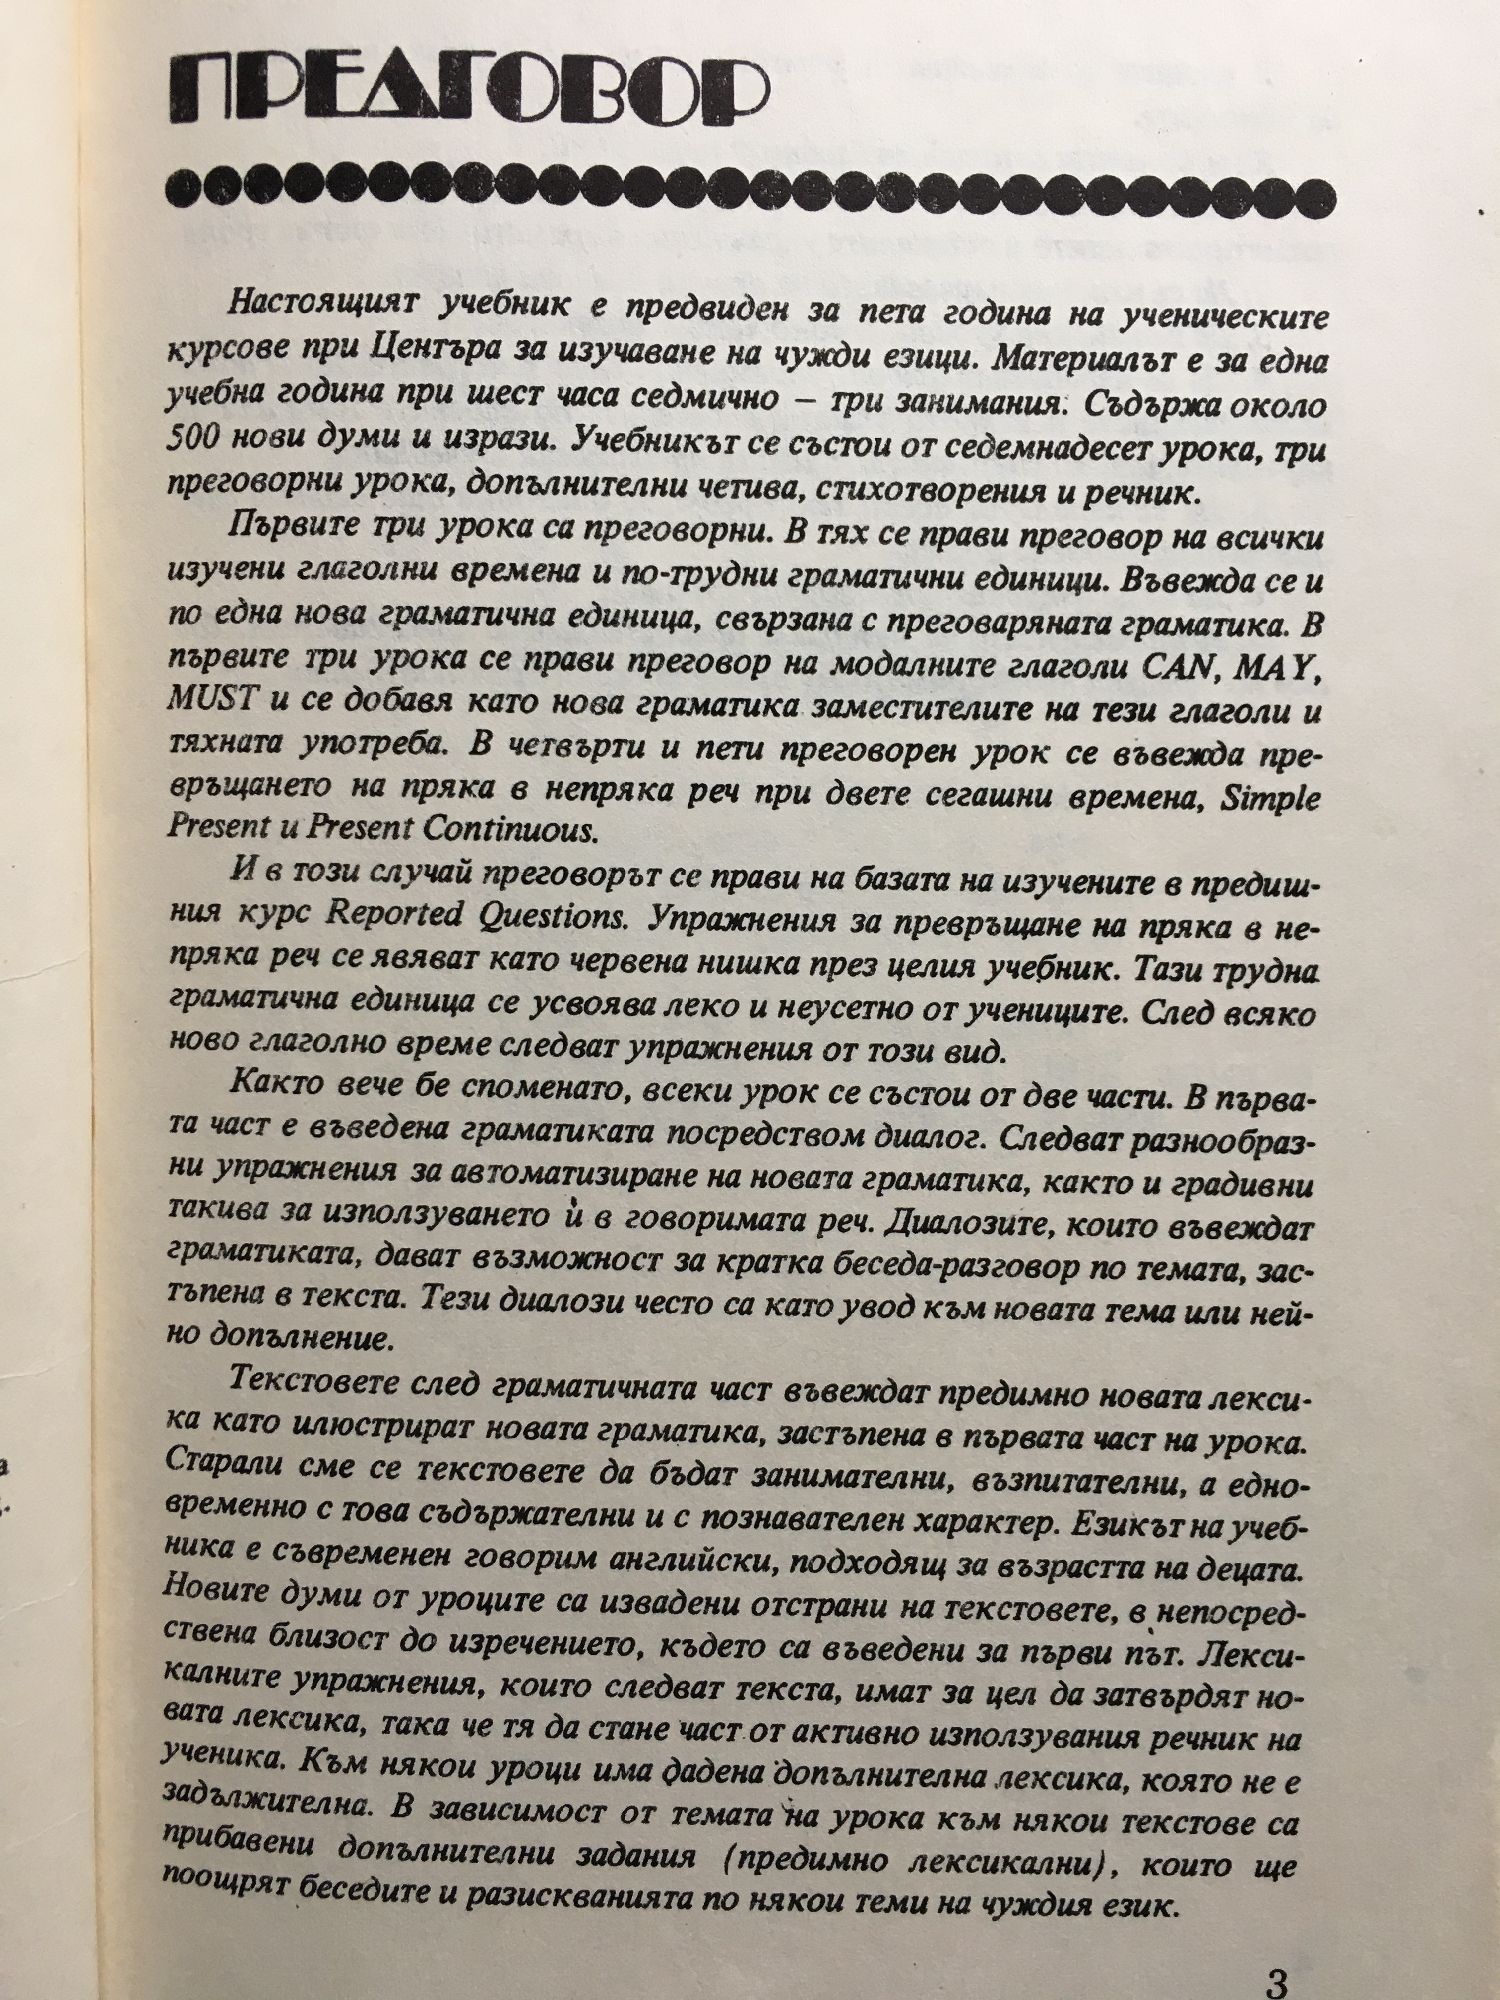 ПРЕДГОВОР
Настоящият учебник е предвиден за пета година на ученическите
курсове при Центъра за изучаване на чужди езици. Материалът е за една
учебна година при шест часа седмично – три занимания. Съдържа около
500 нови думи и изрази. Учебникът се състои от седемнадесет урока, три
преговорни урока, допълнителни четива, стихотворения и речник.
Първите три урока са преговорни. В тях се прави преговор на всички
изучени глаголни времена и по-трудни граматични единици. Въвежда се и
по една нова граматична единица, свързана с преговаряната граматика. В
първите три урока се прави преговор на модалните глаголи CAN, MAY,
MUST и се добавя като нова граматика заместителите на тези глаголи и
тяхната употреба. В четвърти и пети преговорен урок се въвежда пре-
връщането на пряка в непряка реч при двете сегашни времена, Simple
Present и Present Continuous.
И в този случай преговорът се прави на базата на изучените в предиш-
ния курс Reported Questions. Упражнения за превръщане на пряка в не-
пряка реч се явяват като червена нишка през целия учебник. Тази трудна
граматична единица се усвоява леко и неусетно от учениците. След всяко
ново глаголно време следват упражнения от този вид.
Както вече бе споменато, всеки урок се състои от две части. В първа-
та част е въведена граматиката посредством диалог. Следват разнообраз-
ни упражнения за автоматизиране на новата граматика, както и градивни
такива за използуването ѝ в говоримата реч. Диалозите, които въвеждат
граматиката, дават възможност за кратка беседа-разговор по темата, зас-
тъпена в текста. Тези диалози често са като увод към новата тема или ней-
но допълнение.
Текстовете след граматичната част въвеждат предимно новата лекси-
ка като илюстрират новата граматика, застъпена в първата част на урока.
Старали сме се текстовете да бъдат занимателни, възпитателни, а едно-
временно с това съдържателни и с познавателен характер. Езикът на учеб-
ника е съвременен говорим английски, подходящ за възрастта на децата.
Новите думи от уроците са извадени отстрани на текстовете, в непосред-
ствена близост до изречението, където са въведени за първи път. Лекси-
калните упражнения, които следват текста, имат за цел да затвърдят но-
вата лексика, така че тя да стане част от активно използувания речник на
ученика. Към някои уроци има дадена допълнителна лексика, която не е
задължителна. В зависимост от темата на урока към някои текстове са
прибавени допълнителни задания (предимно лексикални), които ще
поощрят беседите и разискванията по някои теми на чуждия език.
3